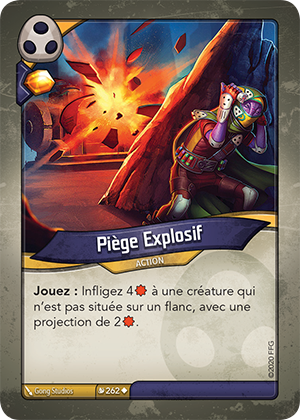 Piège Explosif
ACTION
Jouez : Infligez 4 à une créature qui
n'est pas située sur un flanc, avec une
projection de 2.
Gong Studios
262
©2020 FFG